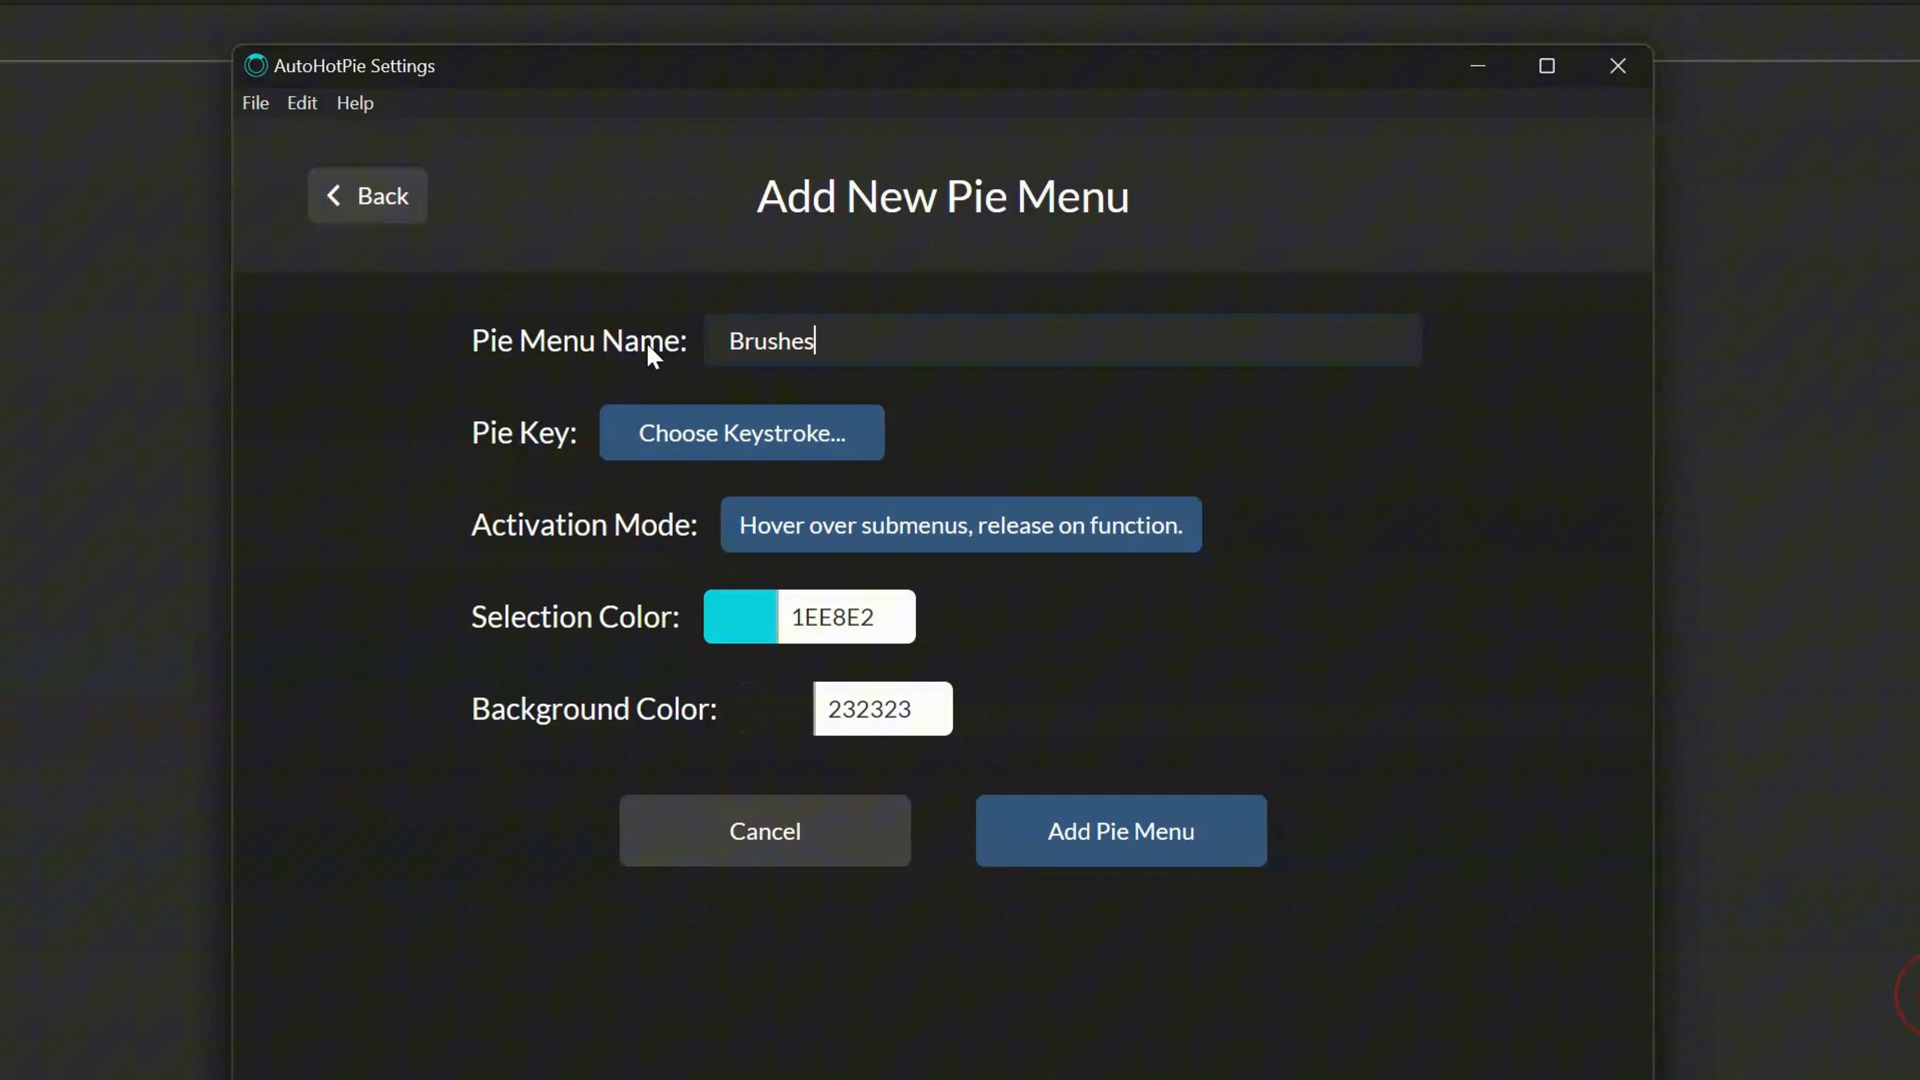 AutoHotPie Settings
File Edit Help
Back
Add New Pie Menu
Pie Menu Name: Brushes
Pie Key: Choose Keystroke...
Activation Mode: Hover over submenus, release on function.
Selection Color: 1EE8E2
Background Color: 232323
Cancel Add Pie Menu